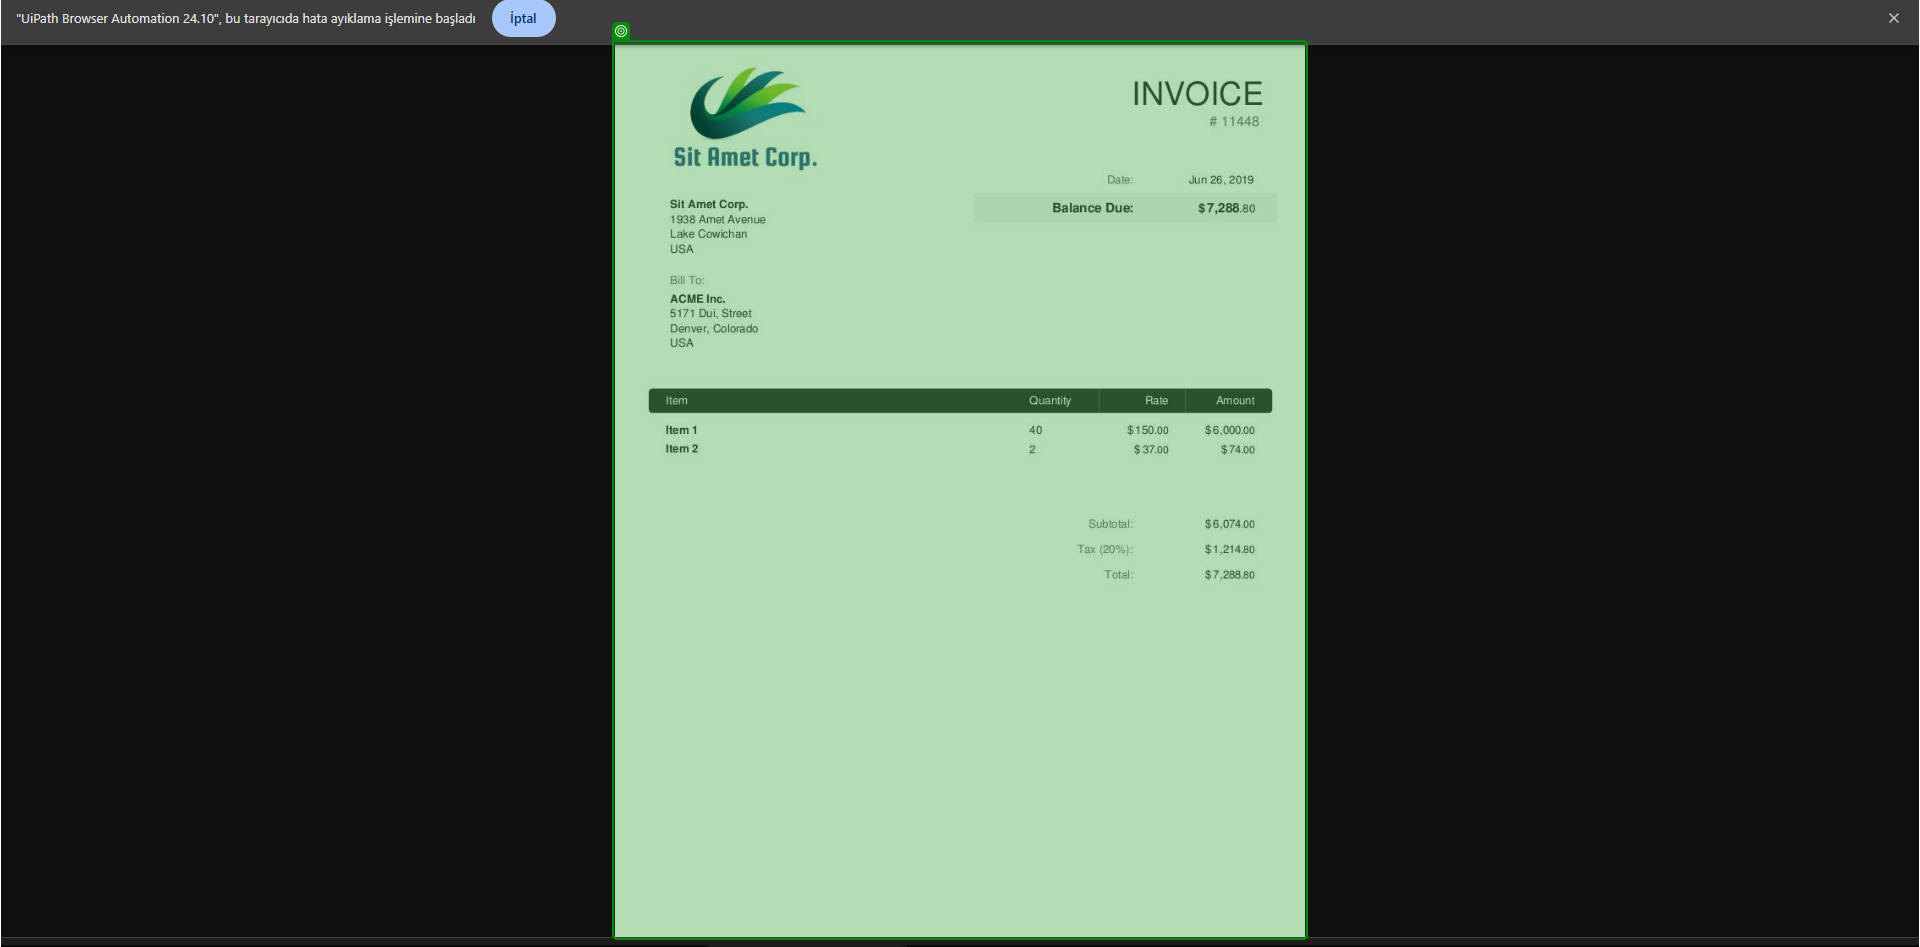 "UiPath Browser Automation 24.10", bu tarayıcıda hata ayıklama işlemine başladı İptal
Sit Amet Corp.
INVOICE
# 11448
Date: Jun 26, 2019
Balance Due: $7,288.80
Sit Amet Corp.
1938 Amet Avenue
Lake Cowichan
USA
Bill To:
ACME Inc.
5171 Dui, Street
Denver, Colorado
USA
Item Quantity Rate Amount
Item 1 40 $150.00 $6,000.00
Item 2 2 $37.00 $74.00
Subtotal: $6,074.00
Tax (20%): $1,214.80
Total: $7,288.80